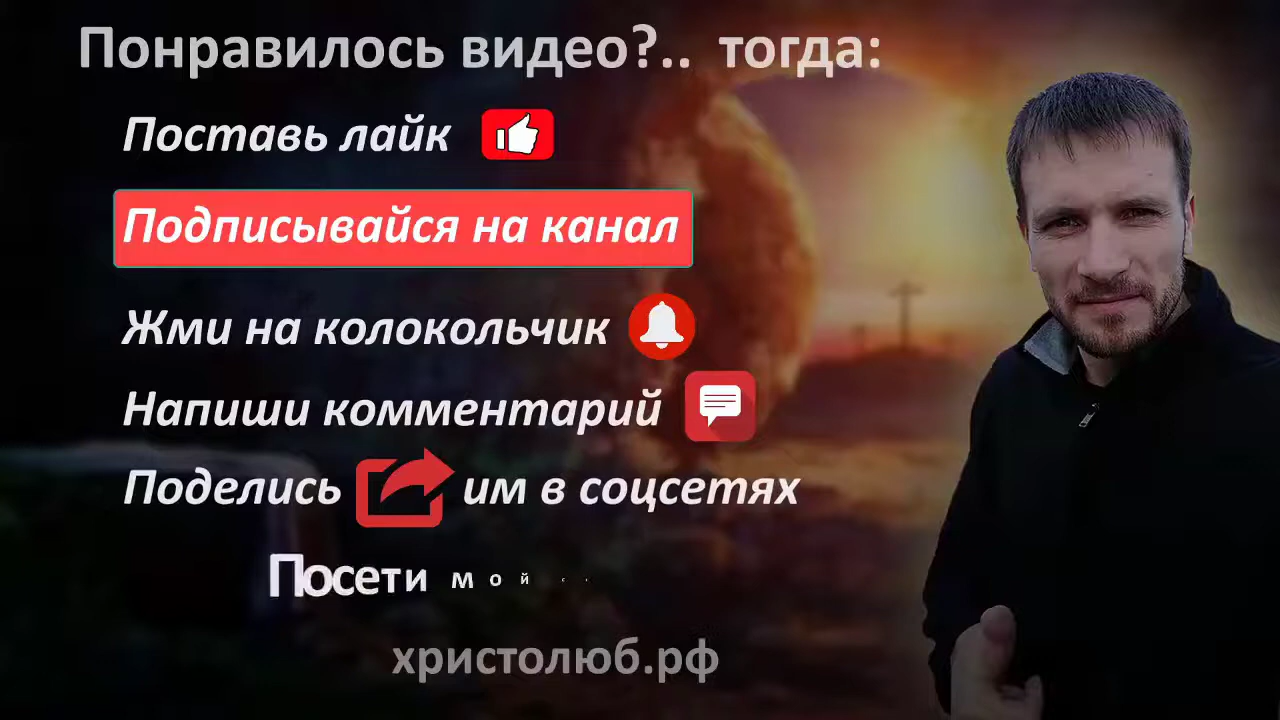 Понравилось видео?.. тогда:
Поставь лайк
Подписывайся на канал
Жми на колокольчик
Напиши комментарий
Поделись им в соцсетях
Посети мой
христолюб.рф